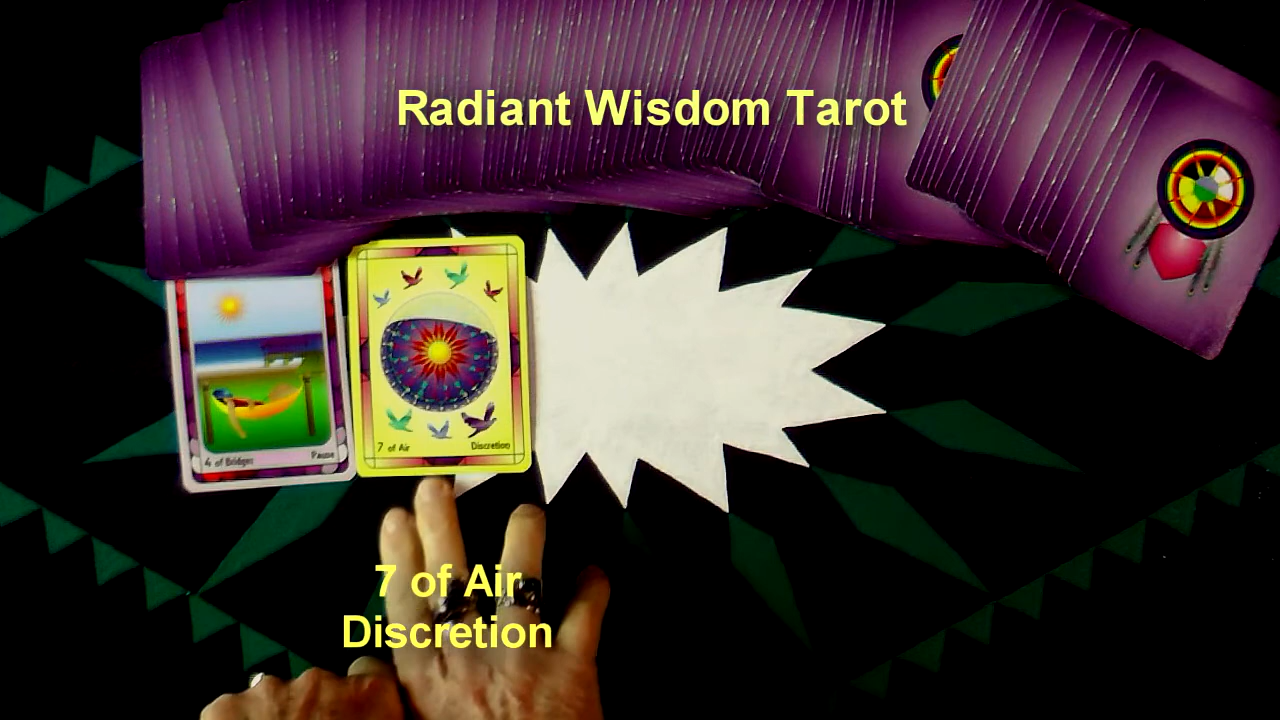 Radiant Wisdom Tarot
4 of Bridges
Pause
7 of Air
Discretion
7 of Air
Discretion